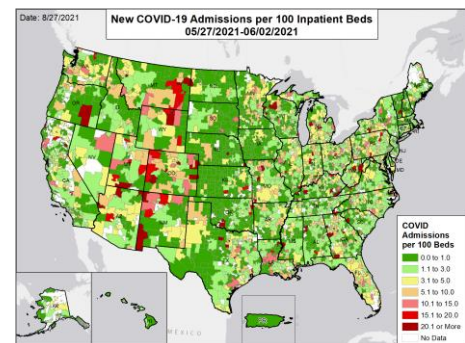 Date: 8/27/2021
New COVID-19 Admissions per 100 Inpatient Beds
05/27/2021-06/02/2021
MÉXICO
COVID
Admissions
per 100 Beds
0.0 to 1.0
1.1 to 3.0
3.1 to 5.0
5.1 to 10.0
10.1 to 15.0
15.1 to 20.0
20.1 or More
No Data